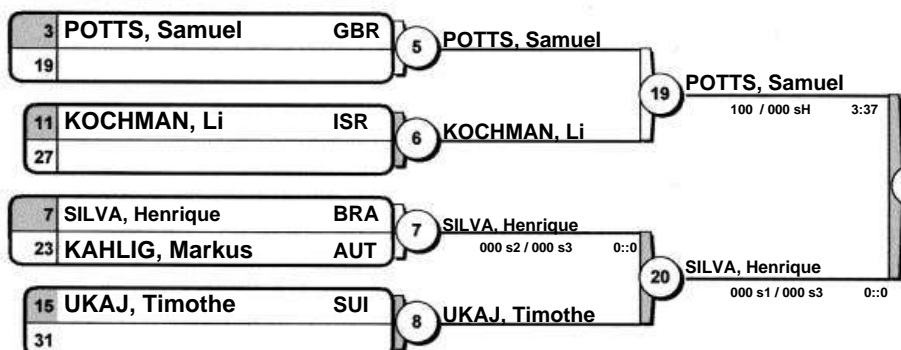 3 POTTS, Samuel GBR
19
5 POTTS, Samuel
11 KOCHMAN, Li ISR
27
6 KOCHMAN, Li
19 POTTS, Samuel
100 / 000 sH 3:37
7 SILVA, Henrique BRA
23 KAHLIG, Markus AUT
7 SILVA, Henrique
000 s2 / 000 s3 0::0
15 UKAJ, Timothe SUI
31
8 UKAJ, Timothe
20 SILVA, Henrique
000 s1 / 000 s3 0::0